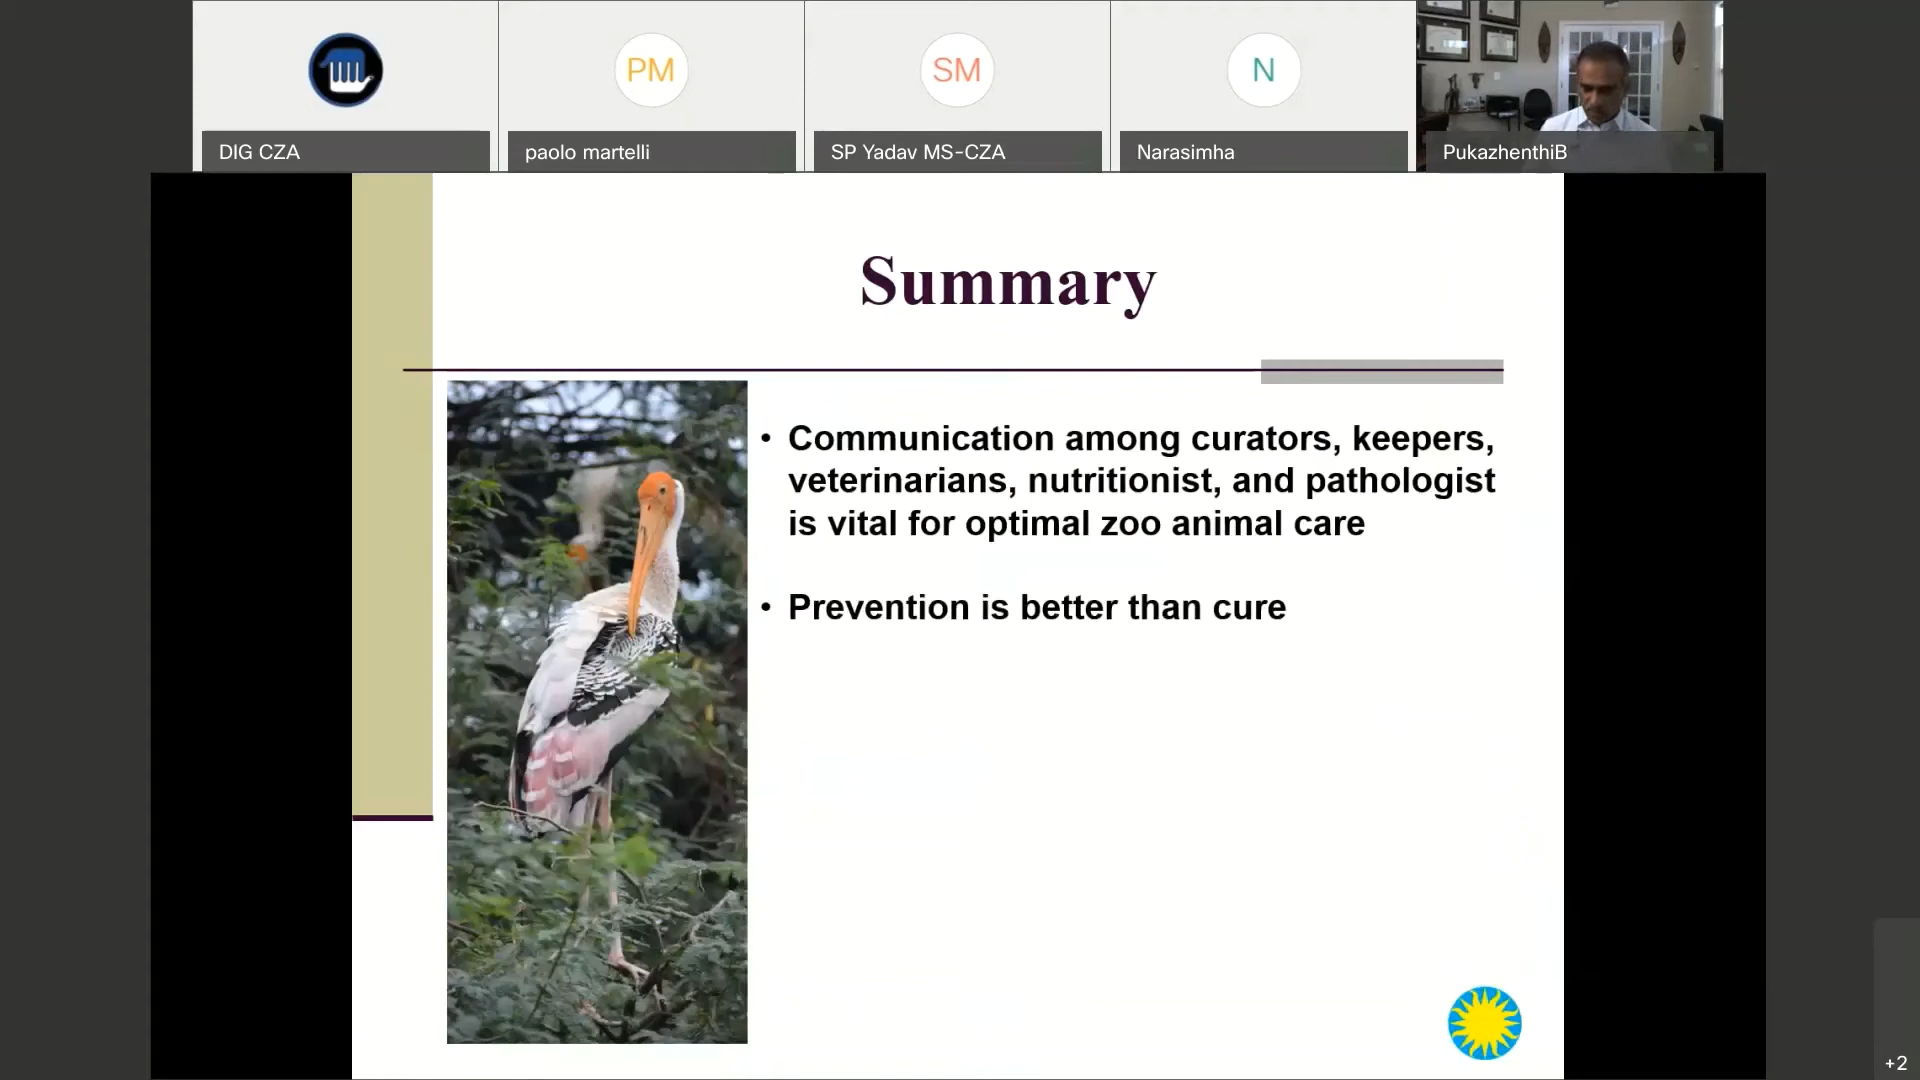 PM
SM
N
DIG CZA
paolo martelli
SP Yadav MS-CZA
Narasimha
PukazhenthiB
Summary
• Communication among curators, keepers,
veterinarians, nutritionist, and pathologist
is vital for optimal zoo animal care
• Prevention is better than cure
+2